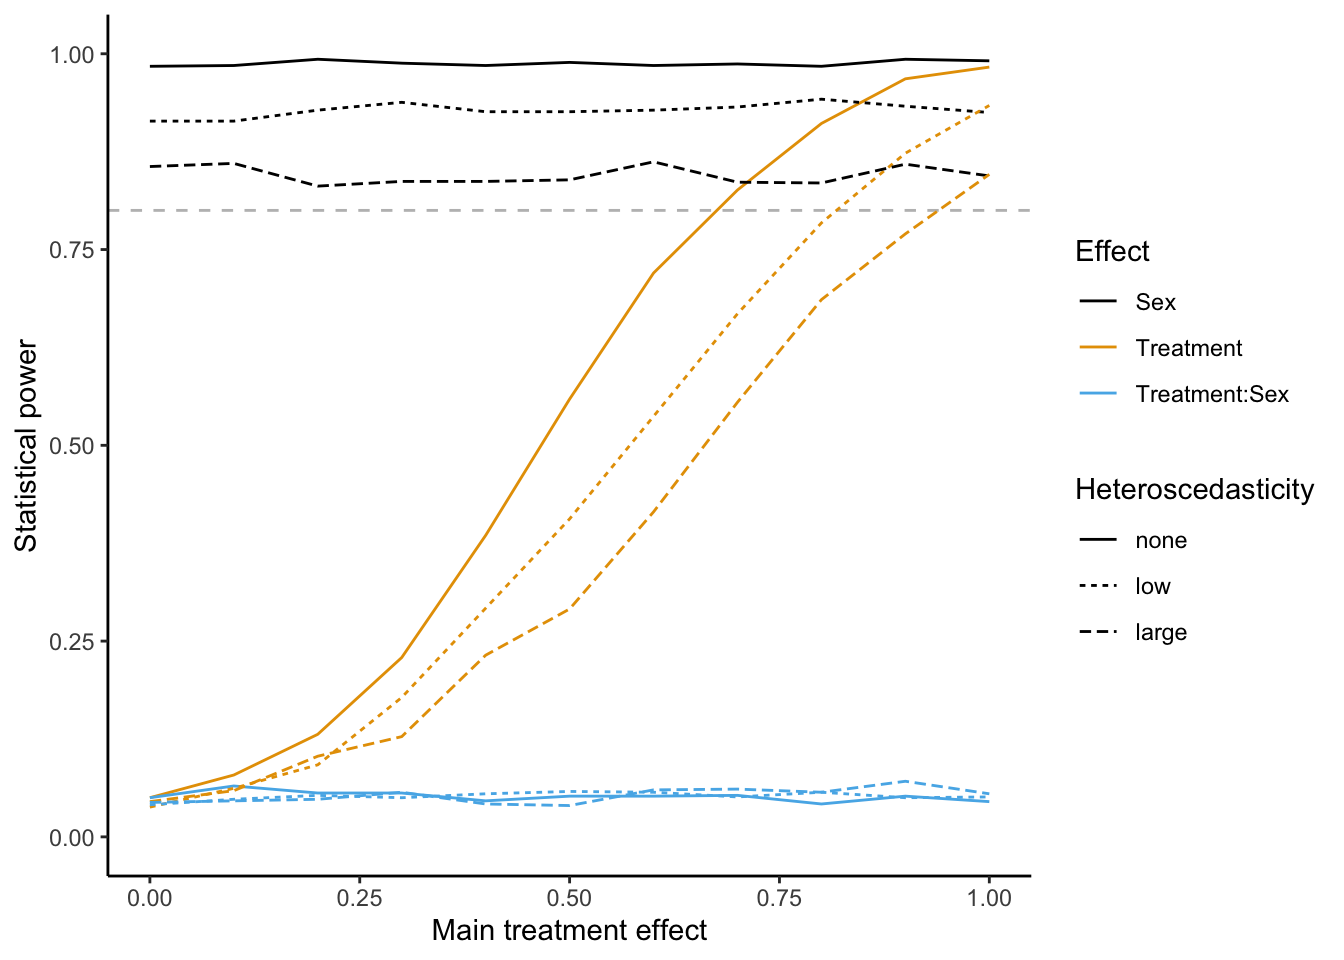 1.00
0.75
0.50
0.25
0.00
Statistical power
0.00 0.25 0.50 0.75 1.00
Main treatment effect
Effect
Sex
Treatment
Treatment:Sex
Heteroscedasticity
none
low
large